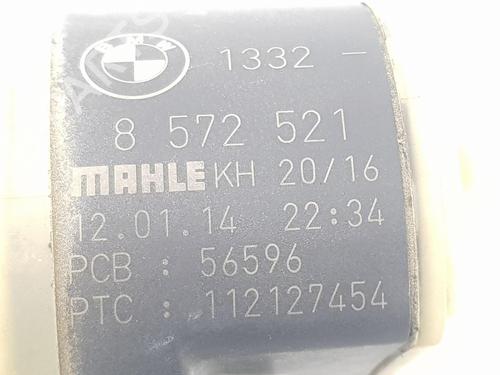 BMW
1332 -
8 572 521
MAHLE KH 20/16
12.01.14 22:34
PCB : 56596
PTC : 112127454